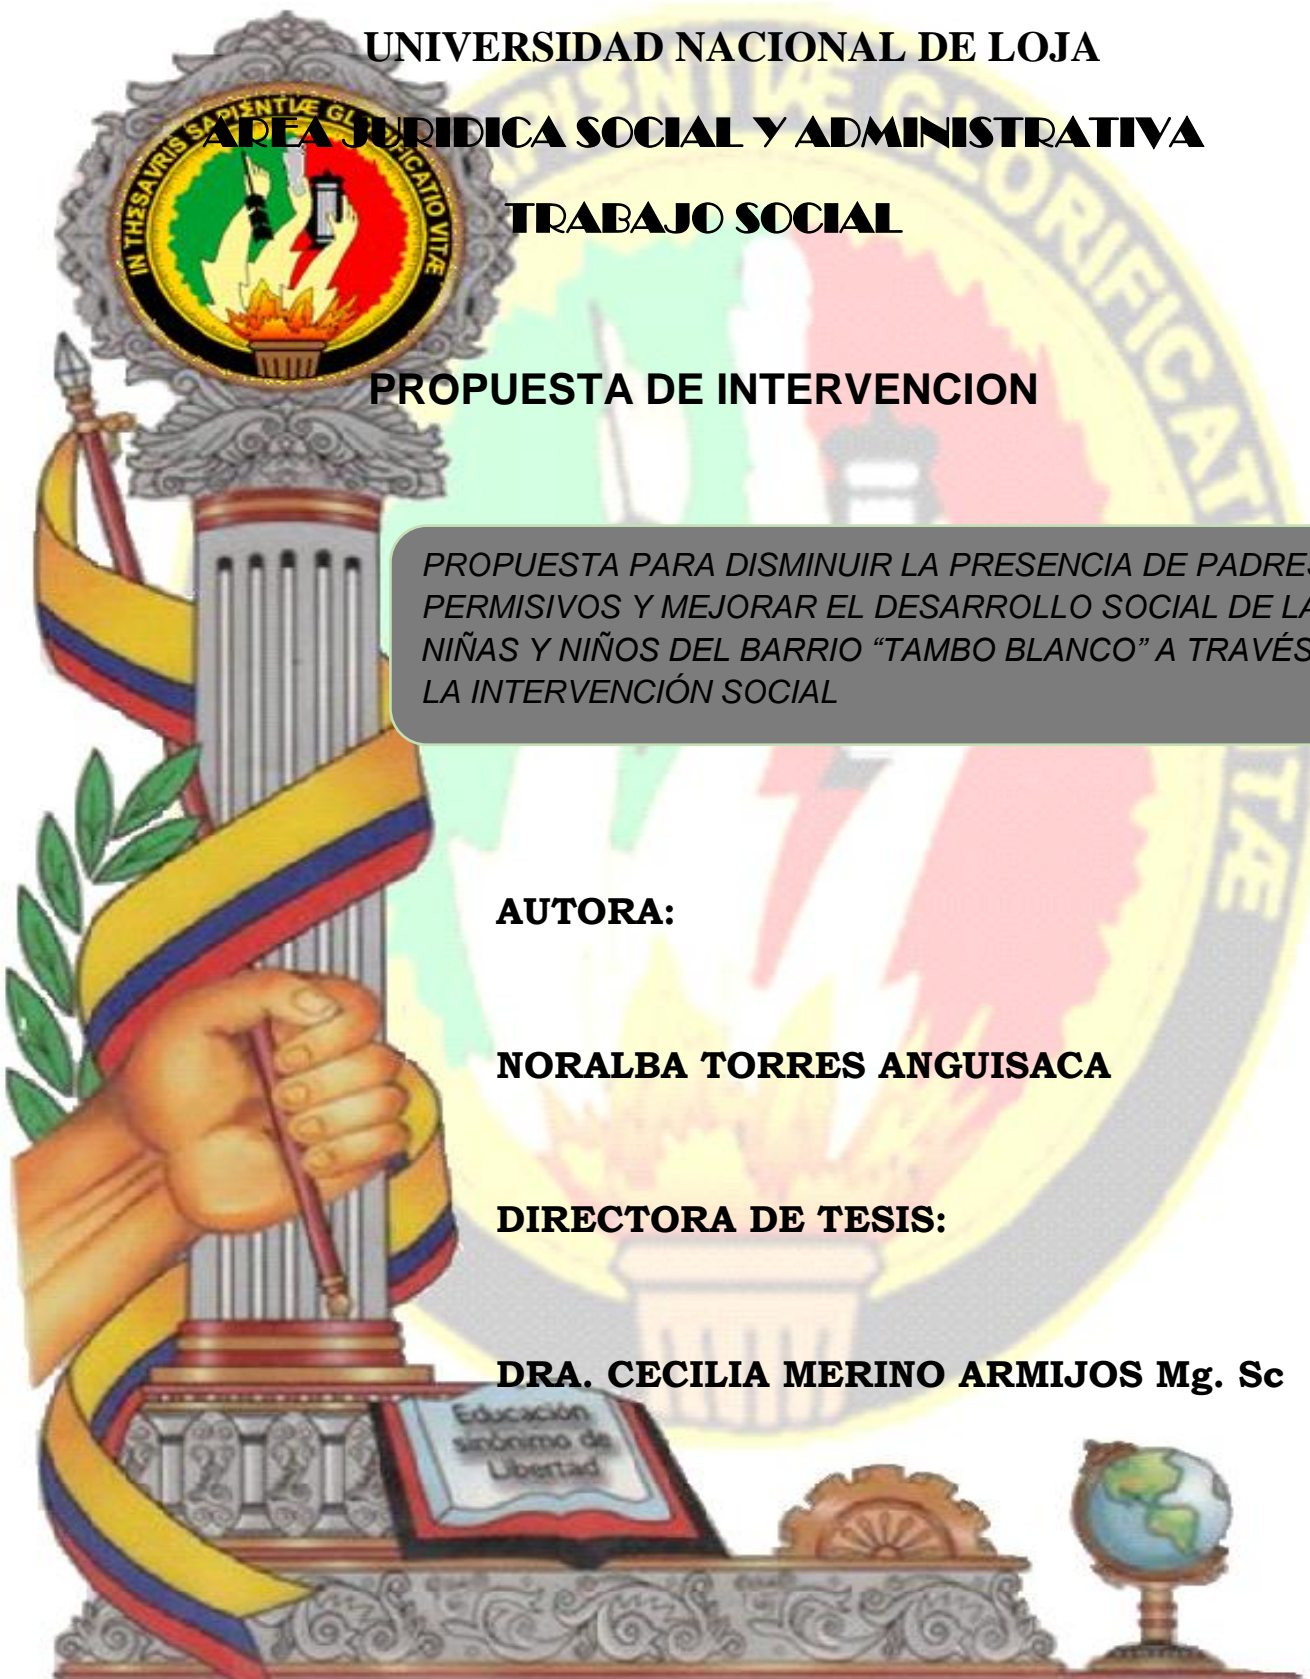 UNIVERSIDAD NACIONAL DE LOJA
AREA JURIDICA SOCIAL Y ADMINISTRATIVA
TRABAJO SOCIAL
IN THESAVRIS SAPIENTIÆ GLORIFICATIO VITÆ
PROPUESTA DE INTERVENCION
PROPUESTA PARA DISMINUIR LA PRESENCIA DE PADRES
PERMISIVOS Y MEJORAR EL DESARROLLO SOCIAL DE LA
NIÑAS Y NIÑOS DEL BARRIO “TAMBO BLANCO” A TRAVÉS
LA INTERVENCIÓN SOCIAL
AUTORA:
NORALBA TORRES ANGUISACA
DIRECTORA DE TESIS:
DRA. CECILIA MERINO ARMIJOS Mg. Sc
Educación
sinónimo de
Libertad